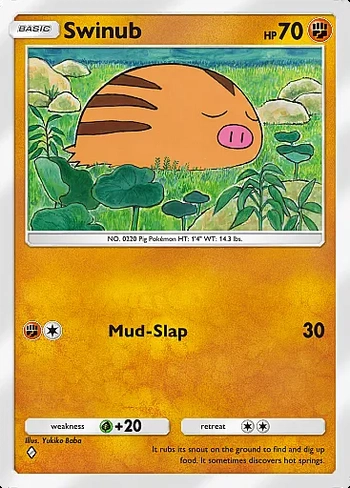 BASIC Swinub HP 70
NO. 0220 Pig Pokémon HT: 1'4" WT: 14.3 lbs.
Mud-Slap 30
weakness +20 retreat
Illus. Yukiko Baba
It rubs its snout on the ground to find and dig up
food. It sometimes discovers hot springs.